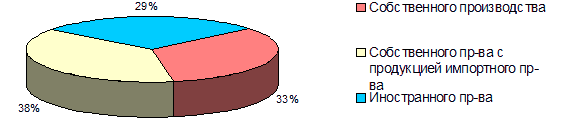 29%
38%
33%
Собственного производства
Собственного пр-ва с
продукцией импортного пр-
ва
Иностранного пр-ва